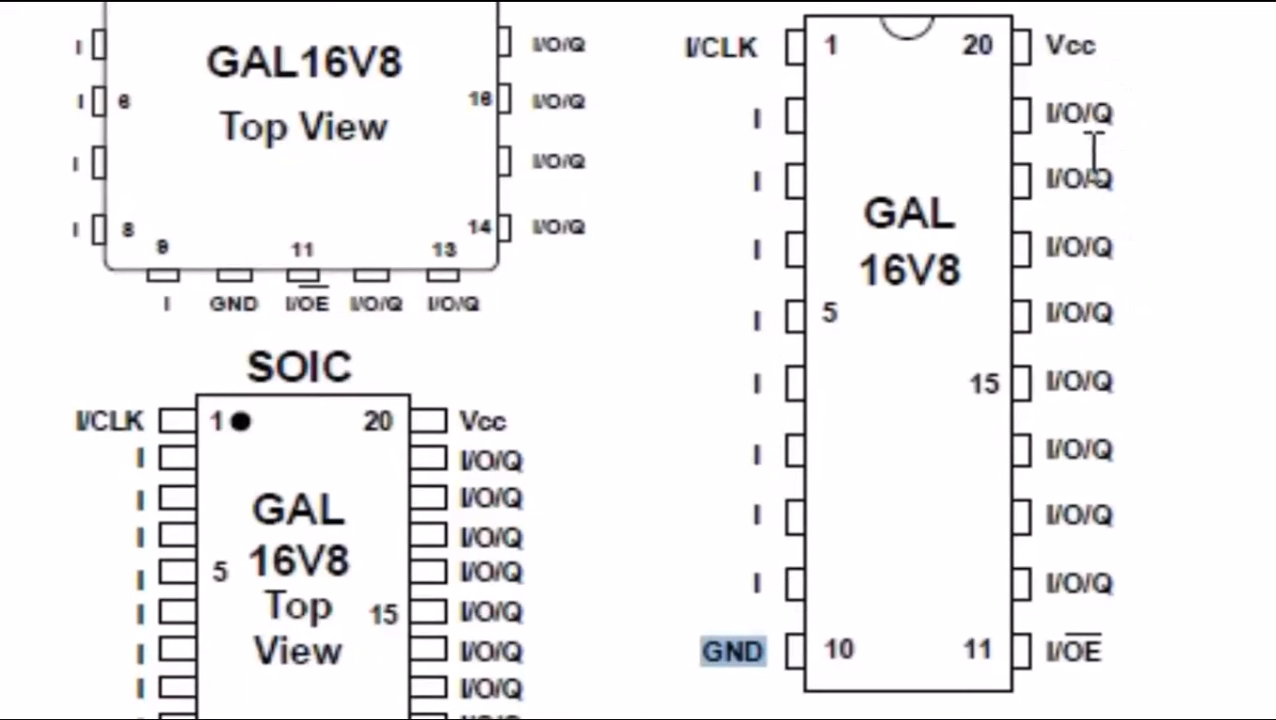 I I/O/Q
GAL16V8
I 6 16 I/O/Q
Top View
I I/O/Q
I 8 14 I/O/Q
9 11 13
I GND I/OE I/O/Q I/O/Q
SOIC
I/CLK 1 20 Vcc
I I/O/Q
I GAL I/O/Q
I I/O/Q
I 5 16V8 I/O/Q
I Top 15 I/O/Q
I View I/O/Q
I I/O/Q
I/CLK 1 20 Vcc
I I/O/Q
I I/O/Q
GAL
I I/O/Q
16V8
I 5 I/O/Q
I 15 I/O/Q
I I/O/Q
I I/O/Q
I I/O/Q
GND 10 11 I/OE